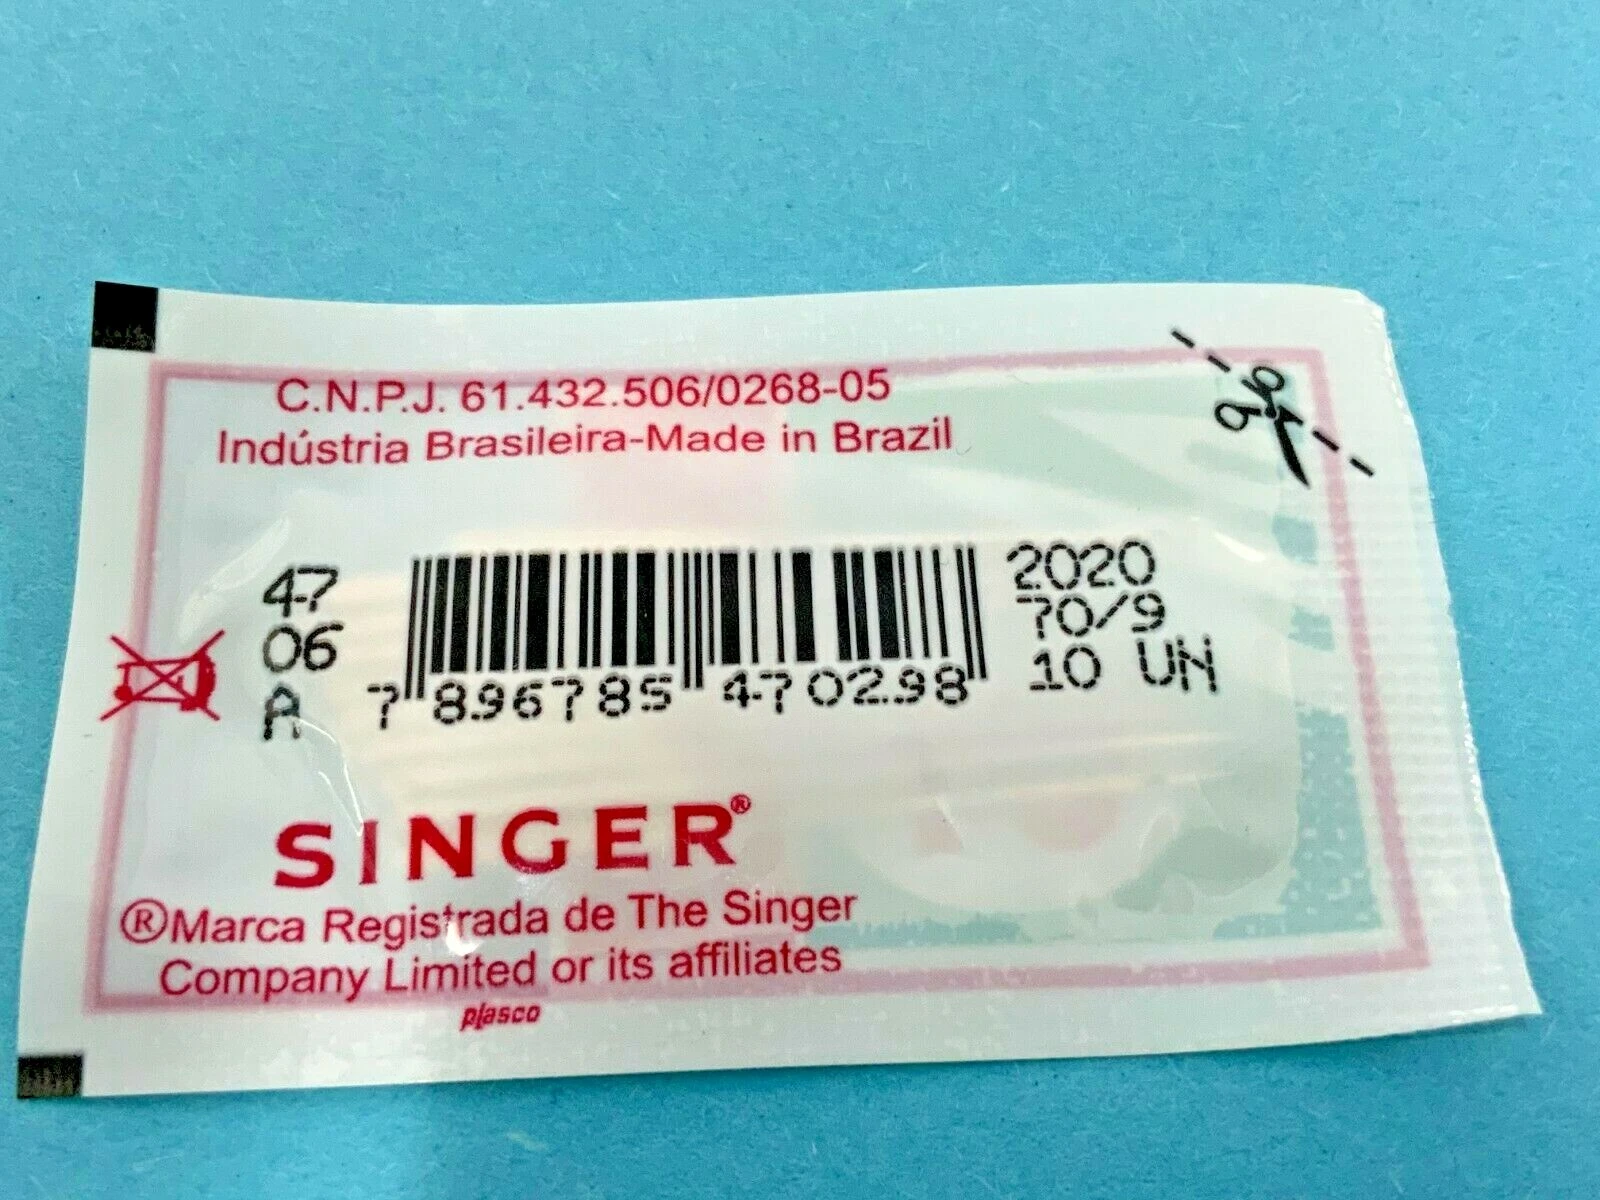 C.N.P.J. 61.432.506/0268-05
Indústria Brasileira-Made in Brazil
47
06
A
7 896785 470298
2020
70/9
10 UN
SINGER®
®Marca Registrada de The Singer
Company Limited or its affiliates
plasco